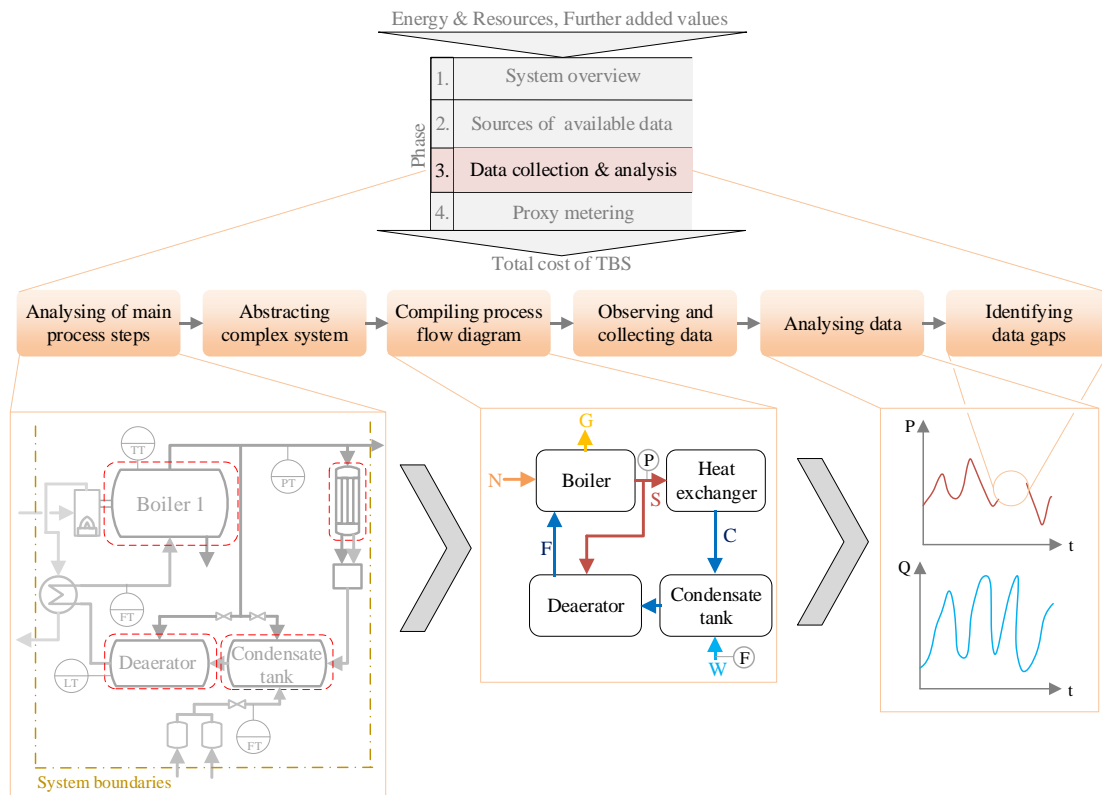 Energy & Resources, Further added values
Phase
1. System overview
2. Sources of available data
3. Data collection & analysis
4. Proxy metering
Total cost of TBS
Analysing of main
process steps
Abstracting
complex system
Compiling process
flow diagram
Observing and
collecting data
Analysing data
Identifying
data gaps
TT
PT
Boiler 1
FT
Deaerator
Condensate
tank
LT
FT
System boundaries
G
N
Boiler
P
S
Heat
exchanger
F
C
Deaerator
Condensate
tank
W
F
P
t
Q
t